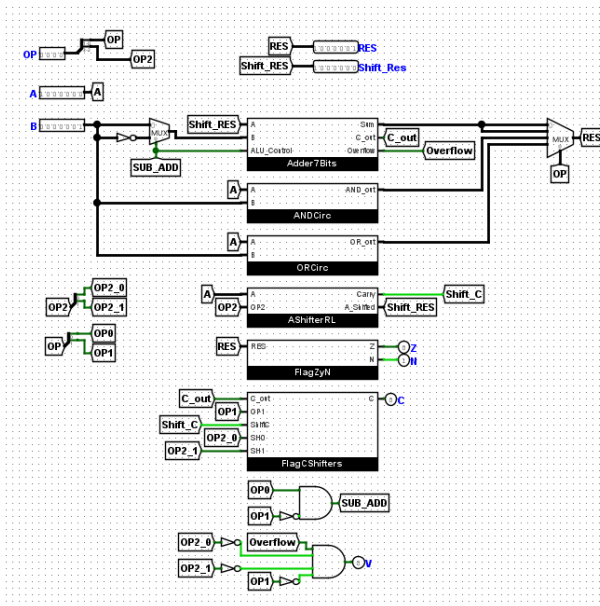 OP
OP
OP2
RES
RES
Shift_RES
Shift_Res
A
A
B
MUX
SUB_ADD
Shift_RES
A
B
ALU_Control
Sum
C_out
Overflow
Adder7Bits
C_out
Overflow
MUX
RES
OP
A
A
B
AND_out
ANDCirc
A
A
B
OR_out
ORCirc
OP2
OP2_0
OP2_1
A
OP2
A
OP2
Carry
A_Shifted
AShifterRL
Shift_C
Shift_RES
OP
OP0
OP1
RES
RES
Z
N
FlagZyN
Z
N
C_out
OP1
Shift_C
OP2_0
OP2_1
C_out
OP1
ShiftC
SH0
SH1
C
FlagCShifters
C
OP0
OP1
SUB_ADD
OP2_0
Overflow
OP2_1
OP1
V